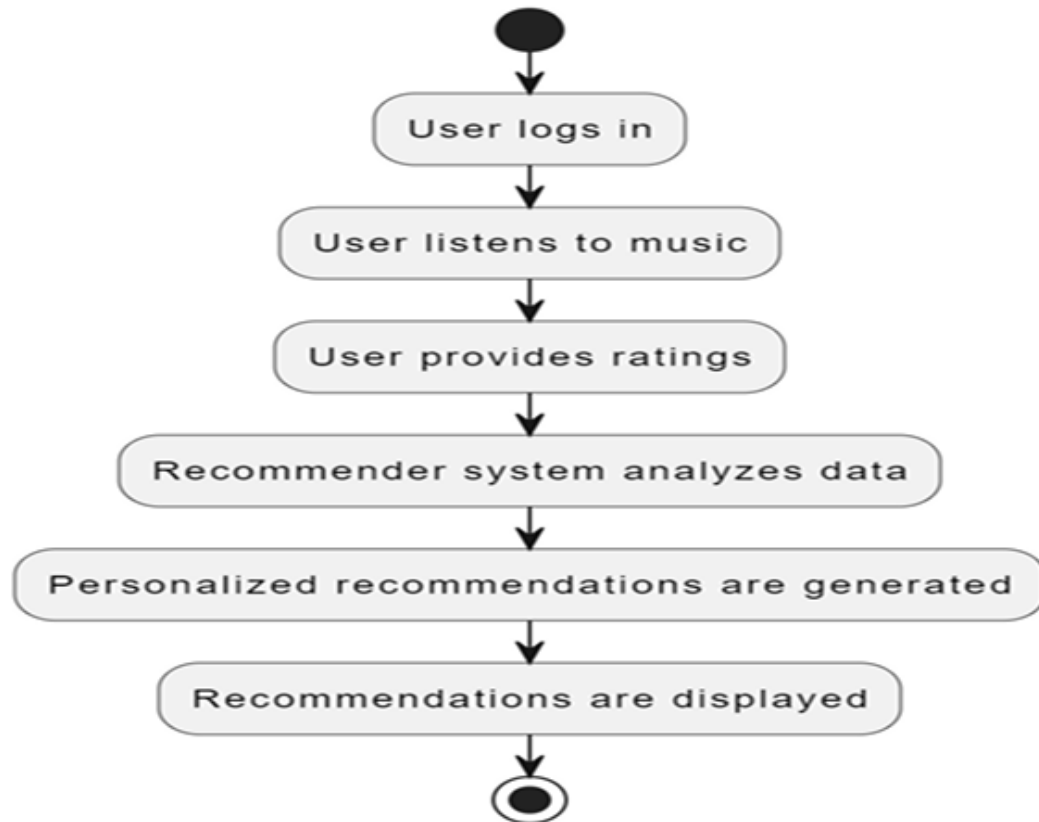 User logs in
User listens to music
User provides ratings
Recommender system analyzes data
Personalized recommendations are generated
Recommendations are displayed